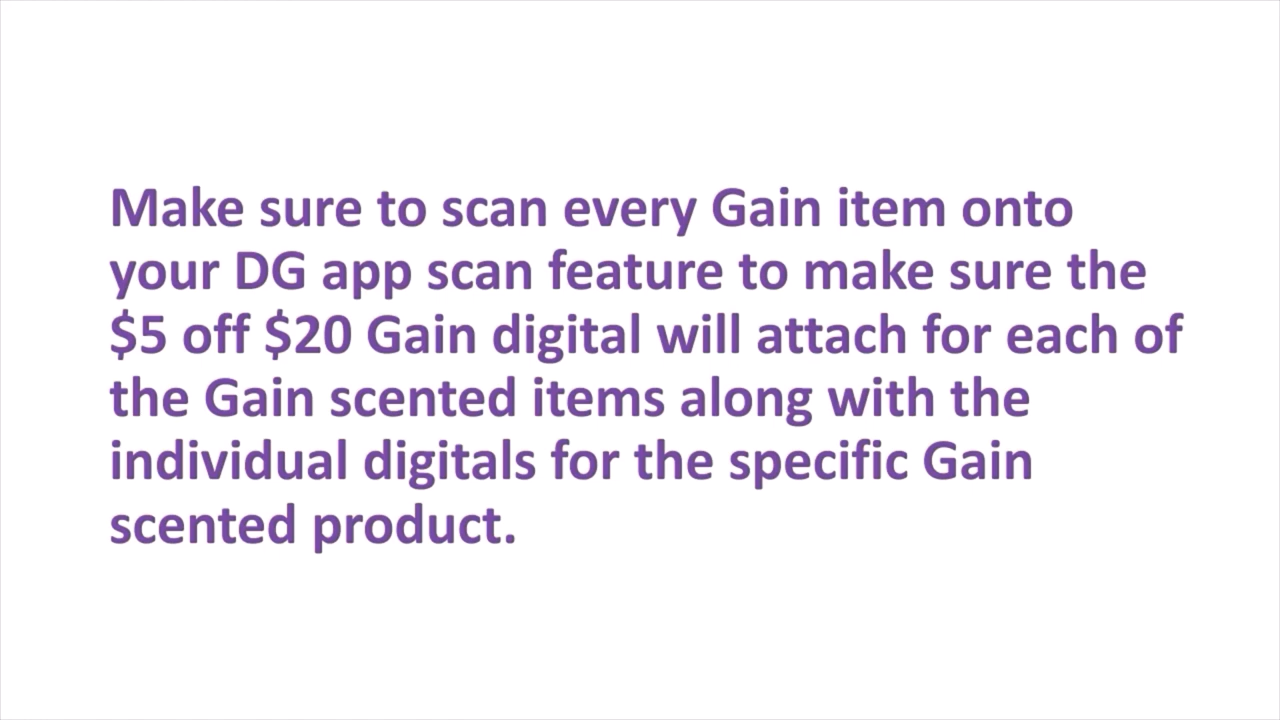 Make sure to scan every Gain item onto
your DG app scan feature to make sure the
$5 off $20 Gain digital will attach for each of
the Gain scented items along with the
individual digitals for the specific Gain
scented product.